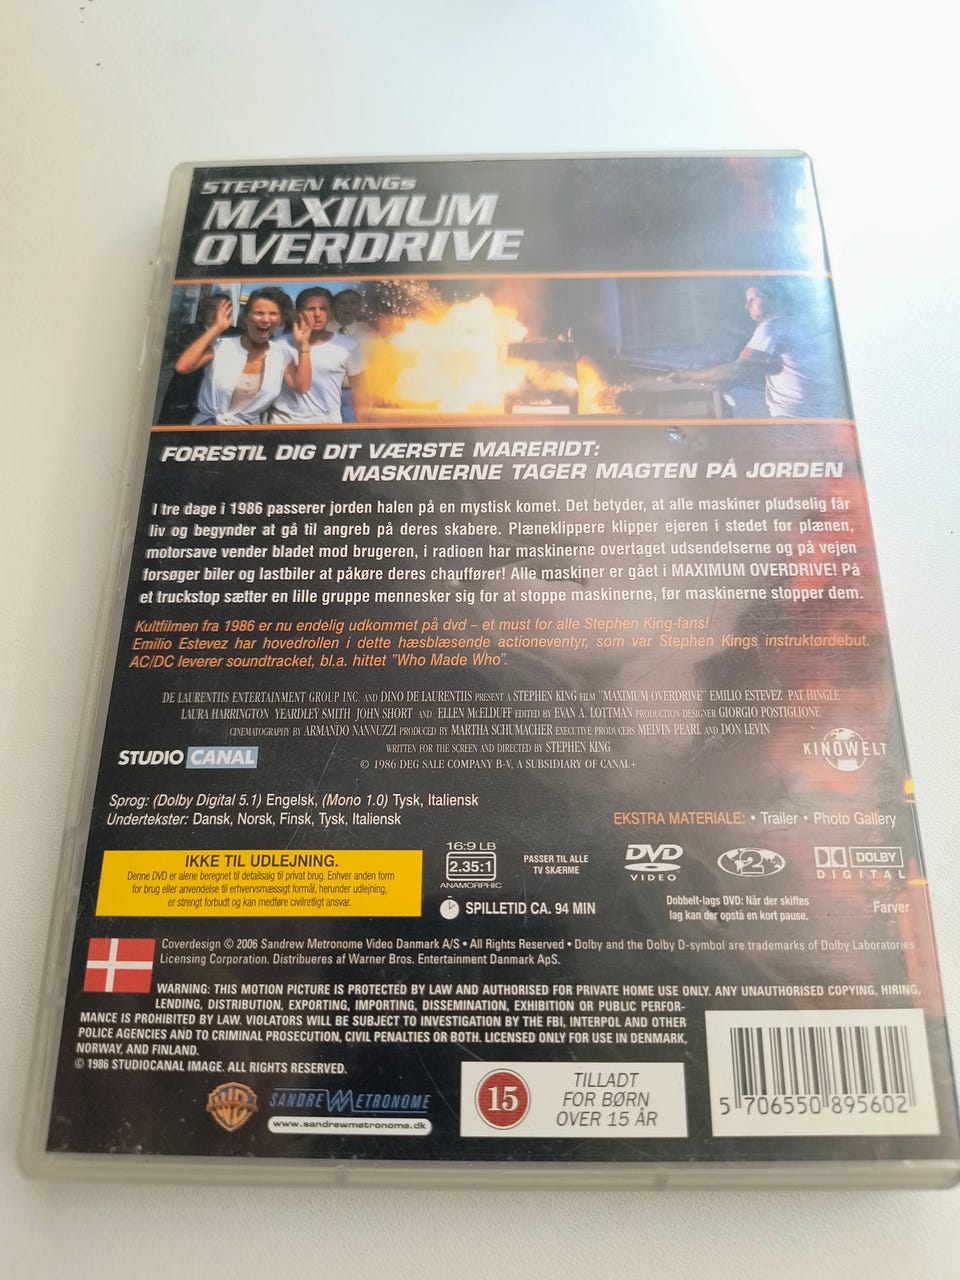 STEPHEN KINGS
MAXIMUM
OVERDRIVE
FORESTIL DIG DIT VÆRSTE MARERIDT:
MASKINERNE TAGER MAGTEN PÅ JORDEN
I tre dage i 1986 passerer jorden halen på en mystisk komet. Det betyder, at alle maskiner pludselig får
liv og begynder at gå til angreb på deres skabere. Plæneklippere klipper ejeren i stedet for plænen,
motorsave vender bladet mod brugeren, i radioen har maskinerne overtaget udsendelserne og på vejen
forsøger biler og lastbiler at påkøre deres chauffører! Alle maskiner er gået i MAXIMUM OVERDRIVE! På
et truckstop sætter en lille gruppe mennesker sig for at stoppe maskinerne, før maskinerne stopper dem.
Kultfilmen fra 1986 er nu endelig udkommet på dvd – et must for alle Stephen King-fans!
Emilio Estevez har hovedrollen i dette hæsblæsende actioneventyr, som var Stephen Kings instruktørdebut.
AC/DC leverer soundtracket, bl.a. hittet "Who Made Who".
DE LAURENTIIS ENTERTAINMENT GROUP INC. AND DINO DE LAURENTIIS PRESENT A STEPHEN KING FILM "MAXIMUM OVERDRIVE" EMILIO ESTEVEZ PAT HINGLE
LAURA HARRINGTON YEARDLEY SMITH JOHN SHORT AND ELLEN McELDUFF EDITED BY EVAN A. LOTTMAN PRODUCTION DESIGNER GIORGIO POSTIGLIONE
CINEMATOGRAPHY BY ARMANDO NANNUZZI PRODUCED BY MARTHA SCHUMACHER EXECUTIVE PRODUCERS MELVIN PEARL AND DON LEVIN
WRITTEN FOR THE SCREEN AND DIRECTED BY STEPHEN KING
© 1986 DEG SALE COMPANY B-V, A SUBSIDIARY OF CANAL+
STUDIO CANAL
KINOWELT
Sprog: (Dolby Digital 5.1) Engelsk, (Mono 1.0) Tysk, Italiensk
Undertekster: Dansk, Norsk, Finsk, Tysk, Italiensk
EKSTRA MATERIALE: • Trailer • Photo Gallery
IKKE TIL UDLEJNING.
Denne DVD er alene beregnet til detailsalg til privat brug. Enhver anden form
for brug eller anvendelse til erhvervsmæssigt formål, herunder udlejning,
er strengt forbudt og kan medføre civilretligt ansvar.
16:9 LB
2.35:1
ANAMORPHIC
PASSER TIL ALLE
TV SKÆRME
DVD
VIDEO
2
DOLBY
DIGITAL
SPILLETID CA. 94 MIN
Dobbelt-lags DVD: Når der skiftes
lag kan der opstå en kort pause.
Farver
Coverdesign © 2006 Sandrew Metronome Video Danmark A/S • All Rights Reserved • Dolby and the Dolby D-symbol are trademarks of Dolby Laboratories
Licensing Corporation. Distribueres af Warner Bros. Entertainment Danmark ApS.
WARNING: THIS MOTION PICTURE IS PROTECTED BY LAW AND AUTHORISED FOR PRIVATE HOME USE ONLY. ANY UNAUTHORISED COPYING, HIRING,
LENDING, DISTRIBUTION, EXPORTING, IMPORTING, DISSEMINATION, EXHIBITION OR PUBLIC PERFOR-
MANCE IS PROHIBITED BY LAW. VIOLATORS WILL BE SUBJECT TO INVESTIGATION BY THE FBI, INTERPOL AND OTHER
POLICE AGENCIES AND TO CRIMINAL PROSECUTION, CIVIL PENALTIES OR BOTH. LICENSED ONLY FOR USE IN DENMARK,
NORWAY, AND FINLAND.
© 1986 STUDIOCANAL IMAGE. ALL RIGHTS RESERVED.
WB
SANDREW METRONOME
www.sandrewmetronome.dk
15
TILLADT
FOR BØRN
OVER 15 ÅR
5 706550 895602